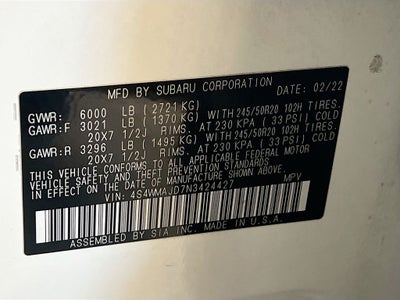 MFD BY SUBARU CORPORATION DATE: 02/22
GVWR: 6000 LB (2721 KG)
GAWR:F 3021 LB (1370 KG) WITH 245/50R20 102H TIRES.
20X7 1/2J RIMS. AT 230 KPA (33 PSI) COLD
GAWR:R 3296 LB (1495 KG) WITH 245/50R20 102H TIRES.
20X7 1/2J RIMS. AT 230 KPA (33 PSI) COLD
THIS VEHICLE CONFORMS TO ALL APPLICABLE FEDERAL MOTOR
VEHICLE SAFETY AND THEFT PREVENTION STANDARDS
IN EFFECT ON THE DATE OF MANUFACTURE SHOWN ABOVE.
VIN: 4S4WMAJD7N3424427 MPV
ASSEMBLED BY SIA INC. MADE IN U.S.A.